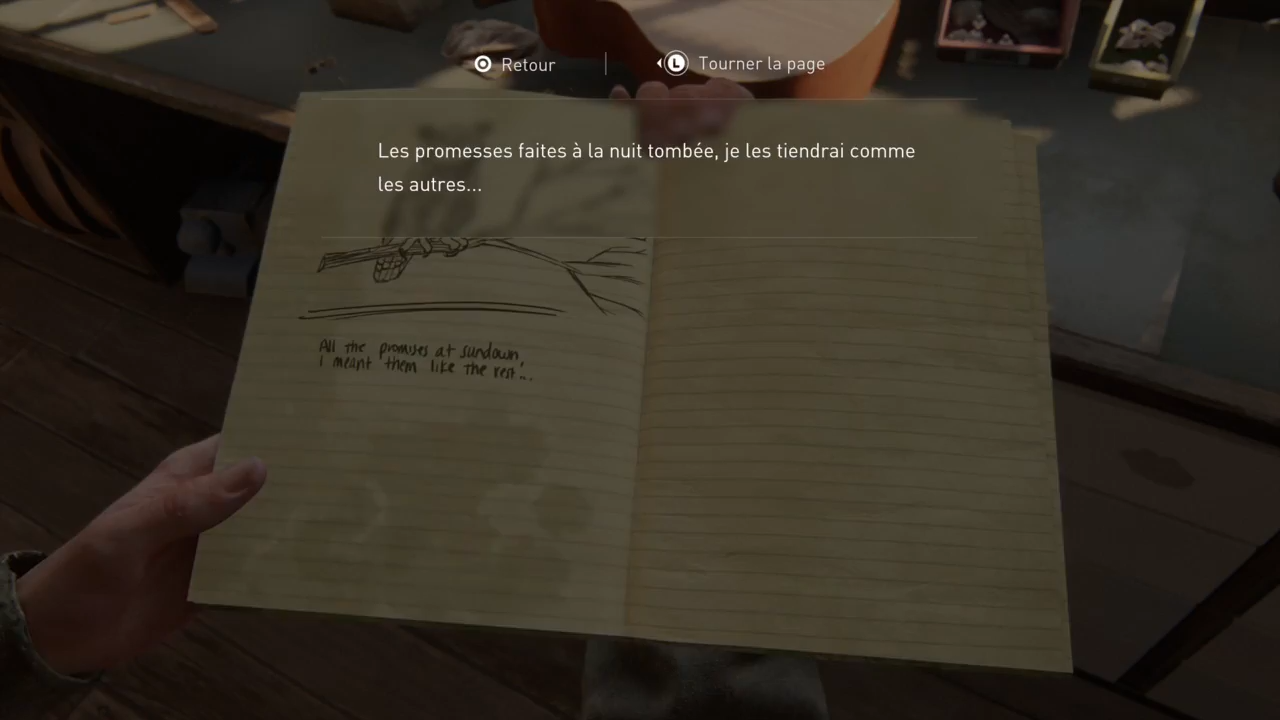 Retour
L Tourner la page
Les promesses faites à la nuit tombée, je les tiendrai comme
les autres...
All the promises at sundown,
I meant them like the rest...